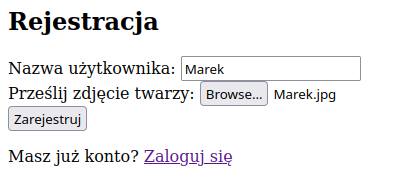 Rejestracja
Nazwa użytkownika: Marek
Prześlij zdjęcie twarzy: Browse... Marek.jpg
Zarejestruj
Masz już konto? Zaloguj się